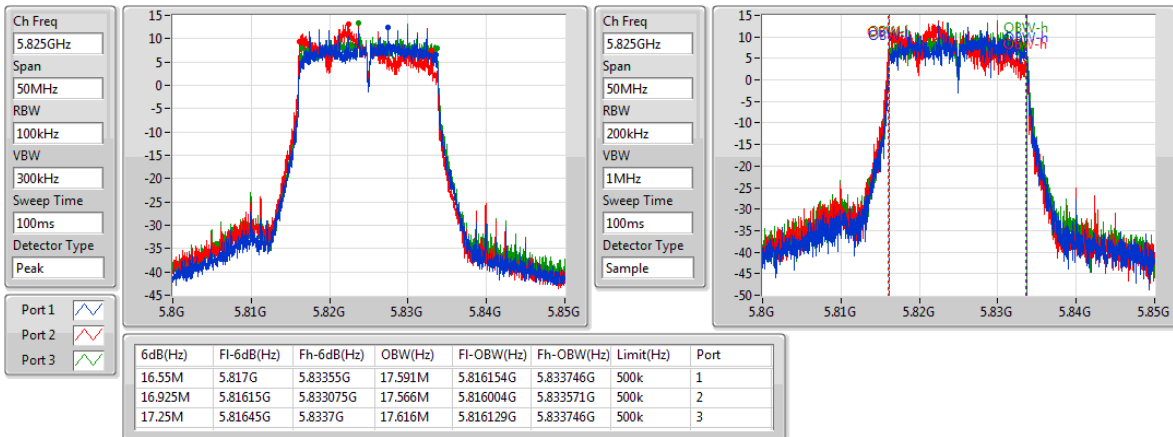 Ch Freq
5.825GHz
Span
50MHz
RBW
100kHz
VBW
300kHz
Sweep Time
100ms
Detector Type
Peak
Port 1
Port 2
Port 3
15
10
5
0
-5
-10
-15
-20
-25
-30
-35
-40
-45
5.8G 5.81G 5.82G 5.83G 5.84G 5.85G
Ch Freq
5.825GHz
Span
50MHz
RBW
200kHz
VBW
1MHz
Sweep Time
100ms
Detector Type
Sample
15
10
5
0
-5
-10
-15
-20
-25
-30
-35
-40
-45
-50
OBW-h
OBW-h
OBW-h
5.8G 5.81G 5.82G 5.83G 5.84G 5.85G
6dB(Hz) Fl-6dB(Hz) Fh-6dB(Hz) OBW(Hz) Fl-OBW(Hz) Fh-OBW(Hz) Limit(Hz) Port
16.55M 5.817G 5.83355G 17.591M 5.816154G 5.833746G 500k 1
16.925M 5.81615G 5.833075G 17.566M 5.816004G 5.833571G 500k 2
17.25M 5.81645G 5.8337G 17.616M 5.816129G 5.833746G 500k 3